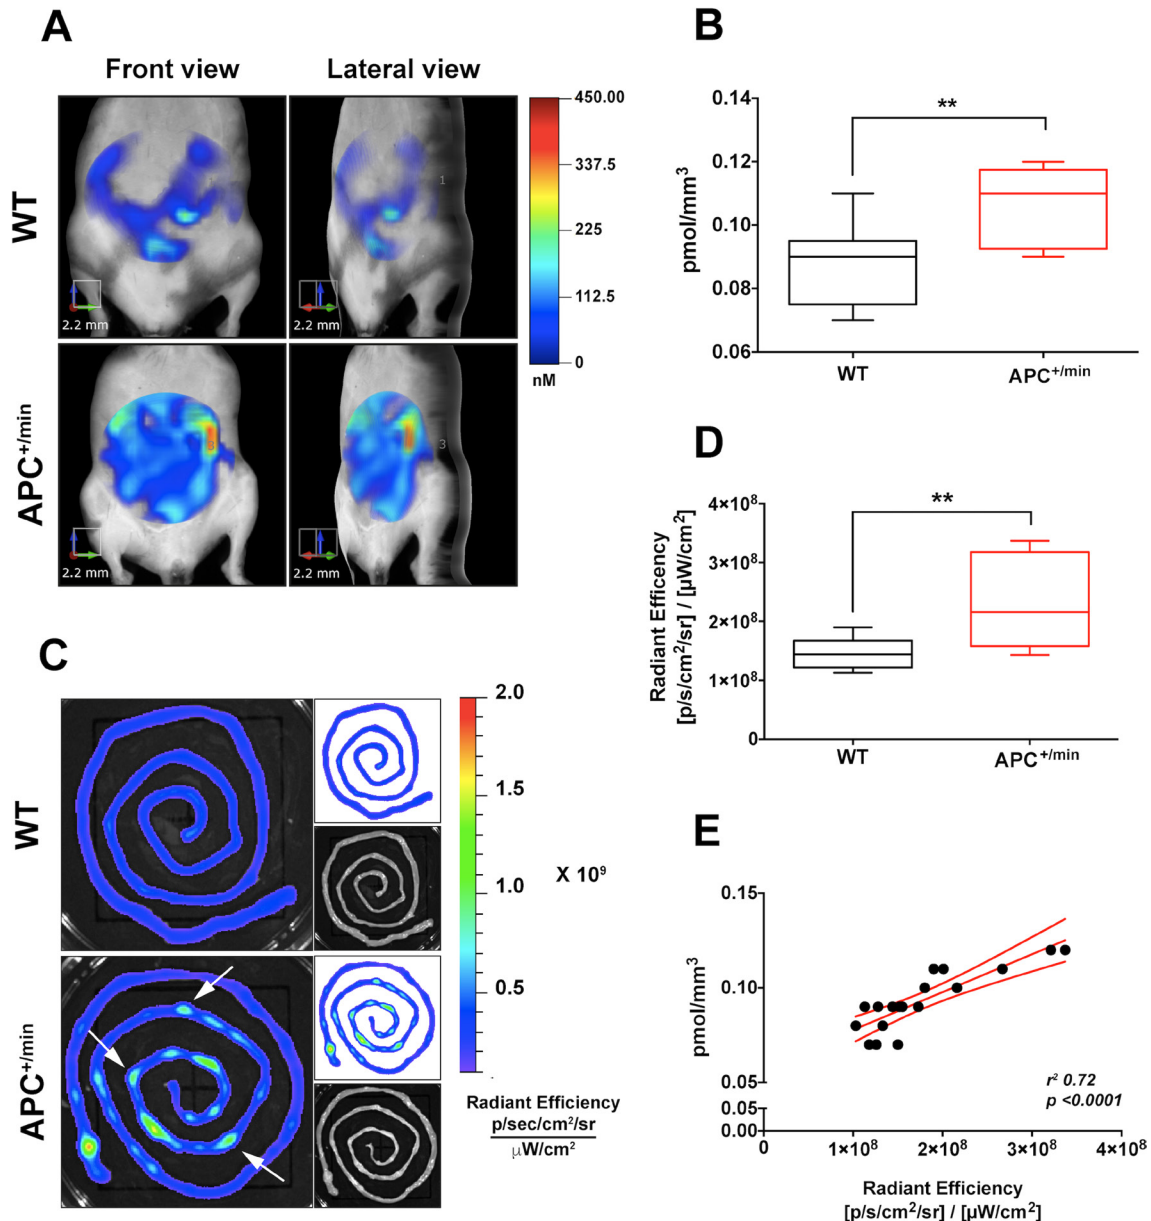 A
Front view
Lateral view
WT
1
2.2 mm
2.2 mm
450.00
337.5
225
112.5
0
nM
APC+/min
3
2.2 mm
2.2 mm
B
0.14
0.12
0.10
0.08
0.06
pmol/mm³
**
WT
APC+/min
D
4×10⁸
3×10⁸
2×10⁸
1×10⁸
0
Radiant Efficency
[p/s/cm²/sr] / [µW/cm²]
**
WT
APC+/min
C
WT
APC+/min
2.0
1.5
1.0
0.5
X 10⁹
Radiant Efficiency
p/sec/cm²/sr
µW/cm²
E
0.15
0.10
0.05
0.05
0.00
pmol/mm³
r² 0.72
p <0.0001
0
1×10⁸
2×10⁸
3×10⁸
4×10⁸
Radiant Efficiency
[p/s/cm²/sr] / [µW/cm²]